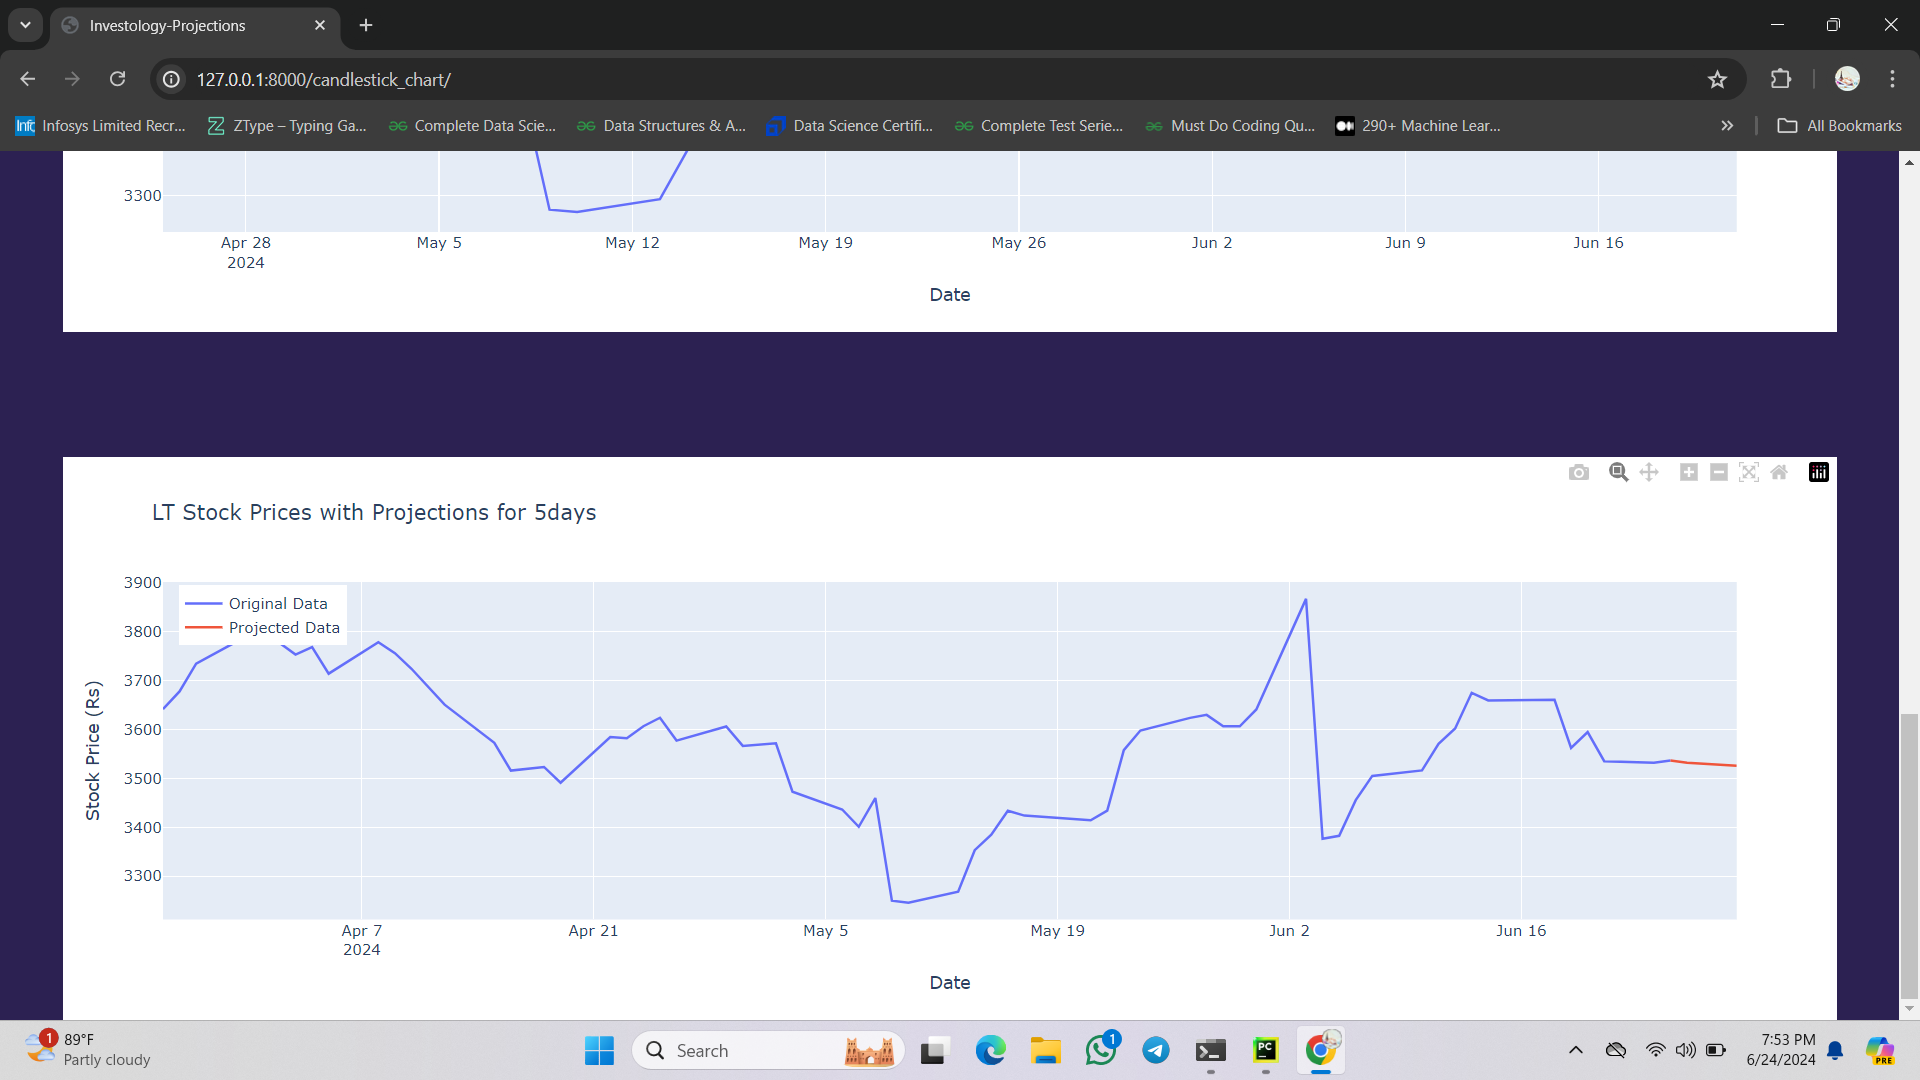 Investology-Projections
127.0.0.1:8000/candlestick_chart/
Infosys Limited Recr... ZType – Typing Ga... Complete Data Scie... Data Structures & A... Data Science Certifi... Complete Test Serie... Must Do Coding Qu... 290+ Machine Lear... » All Bookmarks
3300
Apr 28 May 5 May 12 May 19 May 26 Jun 2 Jun 9 Jun 16
2024
Date
LT Stock Prices with Projections for 5days
Original Data
Projected Data
Stock Price (Rs)
3900
3800
3700
3600
3500
3400
3300
Apr 7 Apr 21 May 5 May 19 Jun 2 Jun 16
2024
Date
1 89°F
Partly cloudy
Search
1
PC
7:53 PM
6/24/2024
PRE